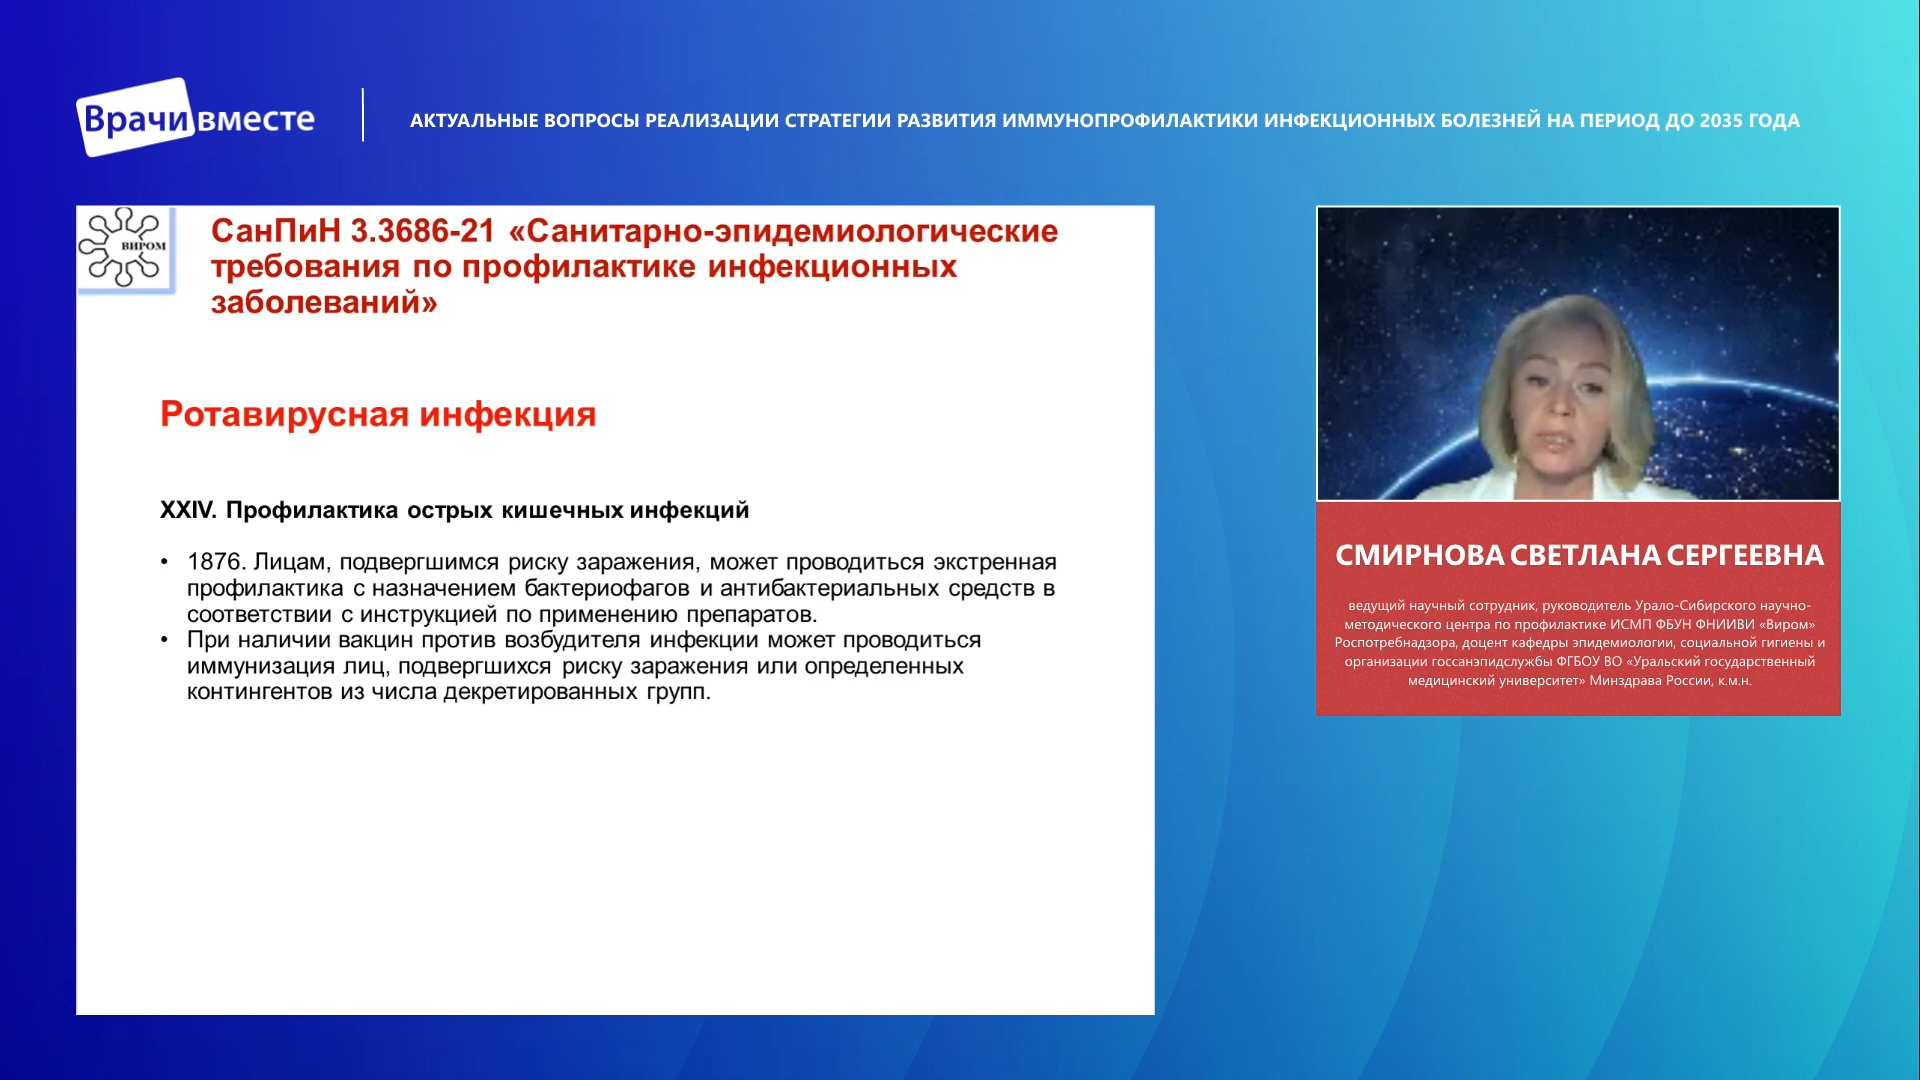 Врачи вместе
АКТУАЛЬНЫЕ ВОПРОСЫ РЕАЛИЗАЦИИ СТРАТЕГИИ РАЗВИТИЯ ИММУНОПРОФИЛАКТИКИ ИНФЕКЦИОННЫХ БОЛЕЗНЕЙ НА ПЕРИОД ДО 2035 ГОДА
ВИРОМ
СанПиН 3.3686-21 «Санитарно-эпидемиологические
требования по профилактике инфекционных
заболеваний»
Ротавирусная инфекция
XXIV. Профилактика острых кишечных инфекций
• 1876. Лицам, подвергшимся риску заражения, может проводиться экстренная
профилактика с назначением бактериофагов и антибактериальных средств в
соответствии с инструкцией по применению препаратов.
• При наличии вакцин против возбудителя инфекции может проводиться
иммунизация лиц, подвергшихся риску заражения или определенных
контингентов из числа декретированных групп.
СМИРНОВА СВЕТЛАНА СЕРГЕЕВНА
ведущий научный сотрудник, руководитель Урало-Сибирского научно-
методического центра по профилактике ИСМП ФБУН ФНИИВИ «Виром»
Роспотребнадзора, доцент кафедры эпидемиологии, социальной гигиены и
организации госсанэпидслужбы ФГБОУ ВО «Уральский государственный
медицинский университет» Минздрава России, к.м.н.